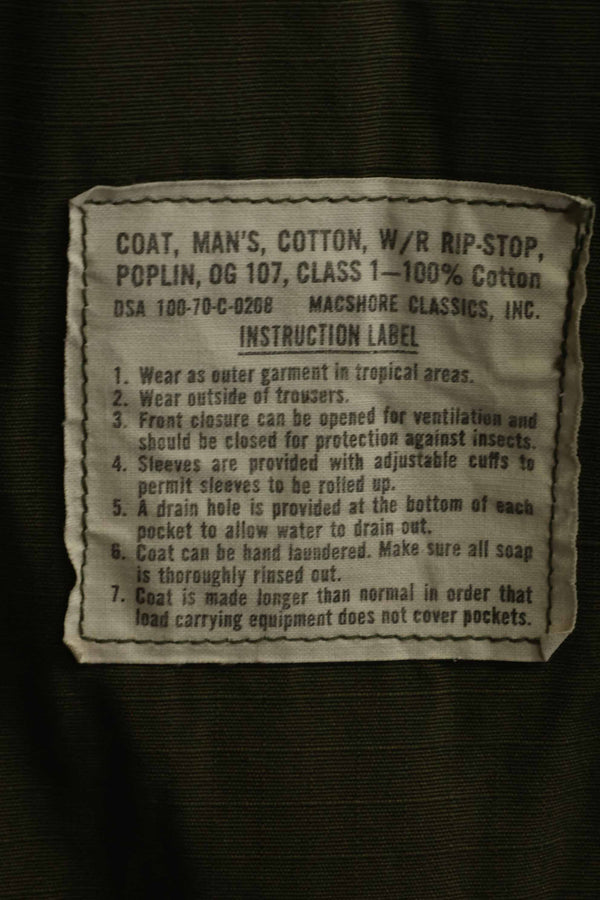 COAT, MAN'S, COTTON, W/R RIP-STOP,
POPLIN, OG 107, CLASS 1—100% Cotton
DSA 100-70-C-0268 MACSHORE CLASSICS, INC.
INSTRUCTION LABEL
1. Wear as outer garment in tropical areas.
2. Wear outside of trousers.
3. Front closure can be opened for ventilation and
should be closed for protection against insects.
4. Sleeves are provided with adjustable cuffs to
permit sleeves to be rolled up.
5. A drain hole is provided at the bottom of each
pocket to allow water to drain out.
6. Coat can be hand laundered. Make sure all soap
is thoroughly rinsed out.
7. Coat is made longer than normal in order that
load carrying equipment does not cover pockets.